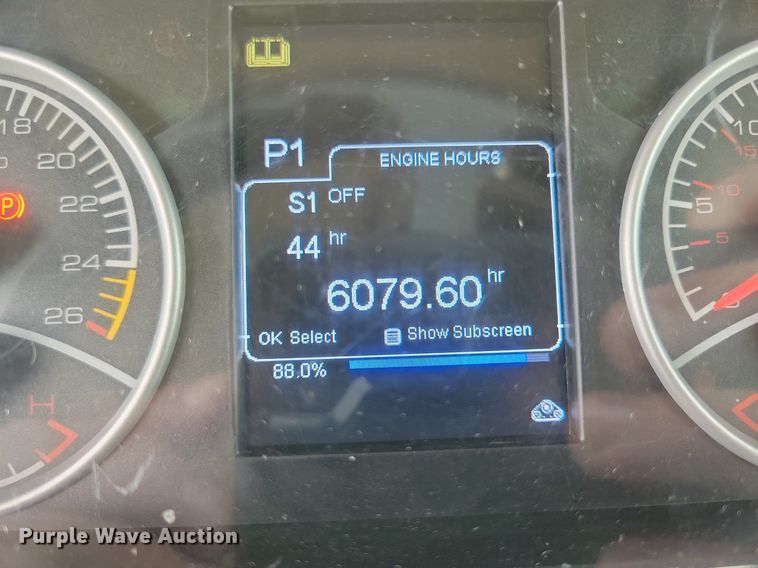 18
20
22
24
26
H
P
P1
ENGINE HOURS
S1 OFF
44 hr
6079.60 hr
OK Select
Show Subscreen
88.0%
10
15
10
5
5
0
Purple Wave Auction